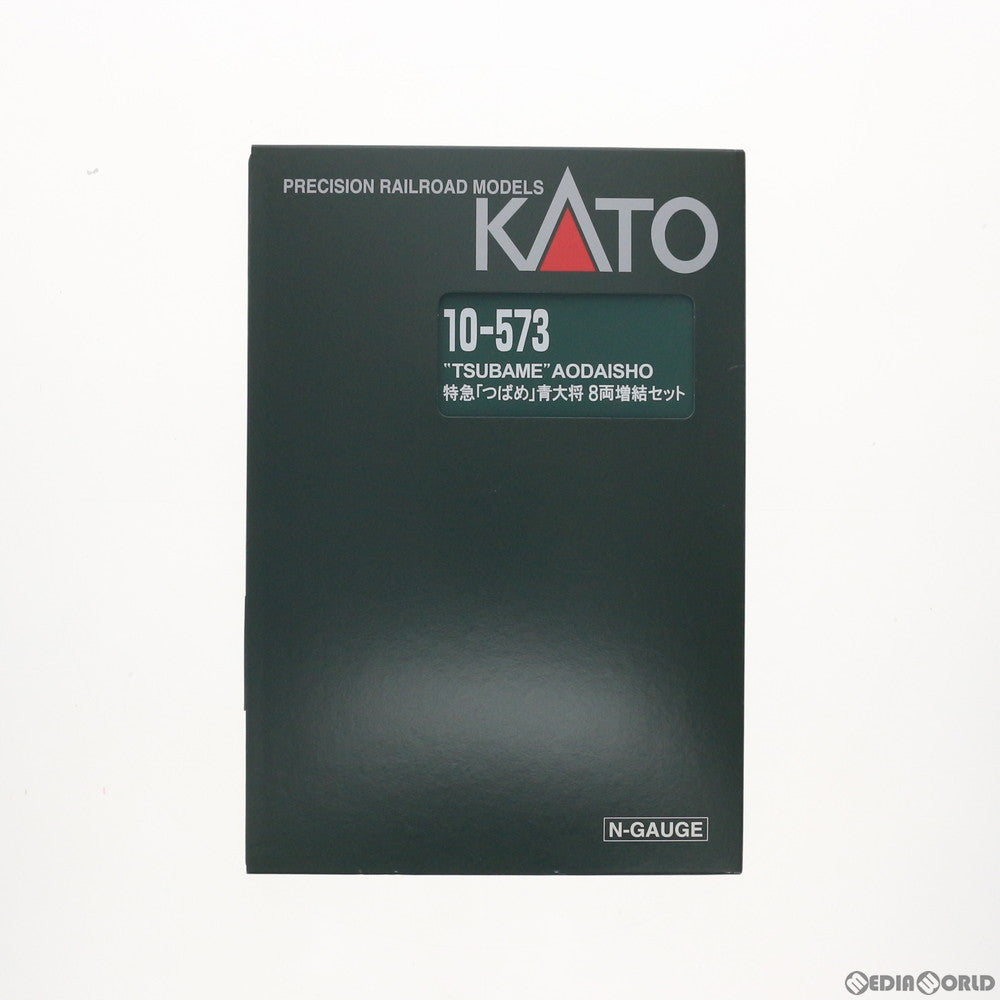 PRECISION RAILROAD MODELS
KATO
10-573
"TSUBAME" AODAISHO
特急「つばめ」青大将 8両増結セット
N-GAUGE
MEDIAWORLD